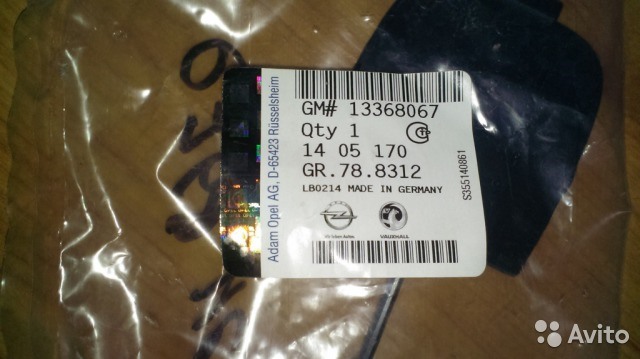 GM# 13368067
Qty 1
14 05 170
GR.78.8312
LB0214 MADE IN GERMANY
VAUXHALL
Adam Opel AG, D-65423 Rüsselsheim
S355140861
Avito